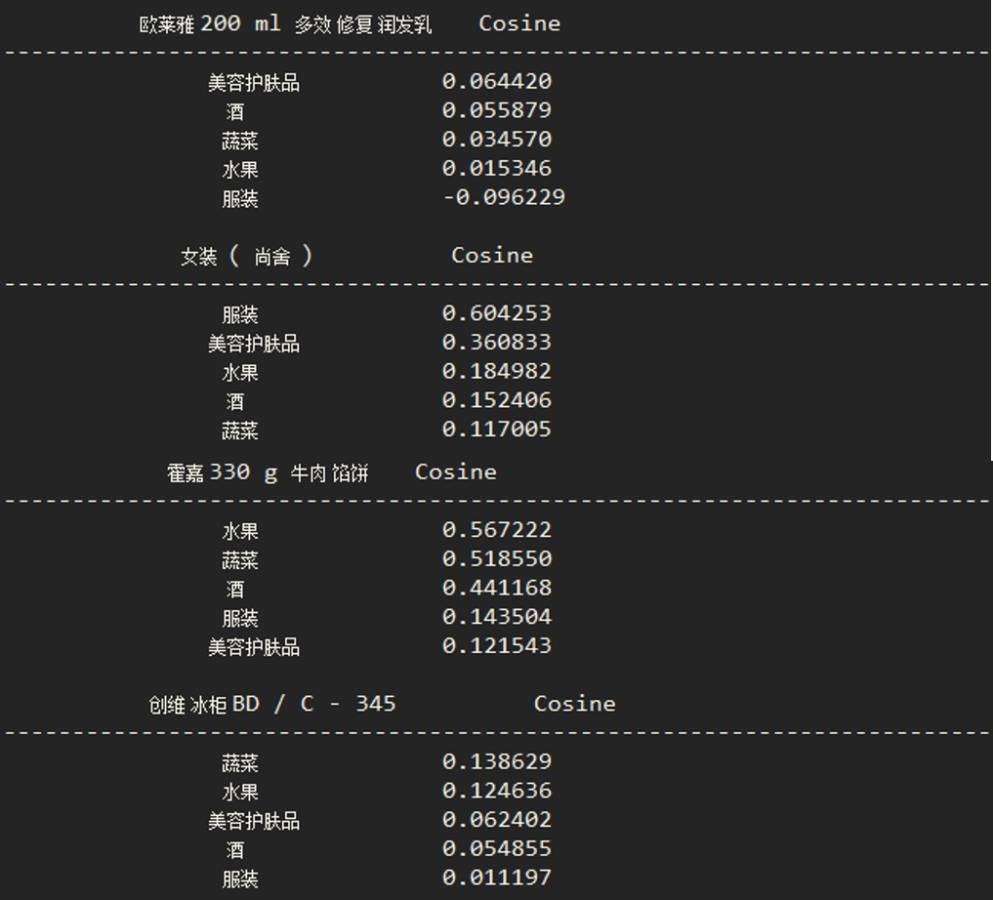 欧莱雅 200 ml 多效 修复 润发乳 Cosine
--------------------------------------------------------------------
美容护肤品 0.064420
酒 0.055879
蔬菜 0.034570
水果 0.015346
服装 -0.096229
女装 ( 尚舍 ) Cosine
--------------------------------------------------------------------
服装 0.604253
美容护肤品 0.360833
水果 0.184982
酒 0.152406
蔬菜 0.117005
霍嘉 330 g 牛肉 馅饼 Cosine
--------------------------------------------------------------------
水果 0.567222
蔬菜 0.518550
酒 0.441168
服装 0.143504
美容护肤品 0.121543
创维 冰柜 BD / C - 345 Cosine
--------------------------------------------------------------------
蔬菜 0.138629
水果 0.124636
美容护肤品 0.062402
酒 0.054855
服装 0.011197